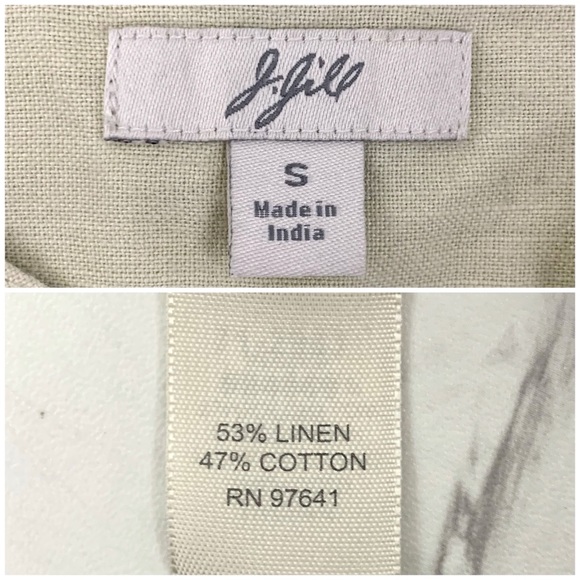 J.Jill
S
Made in
India
53% LINEN
47% COTTON
RN 97641